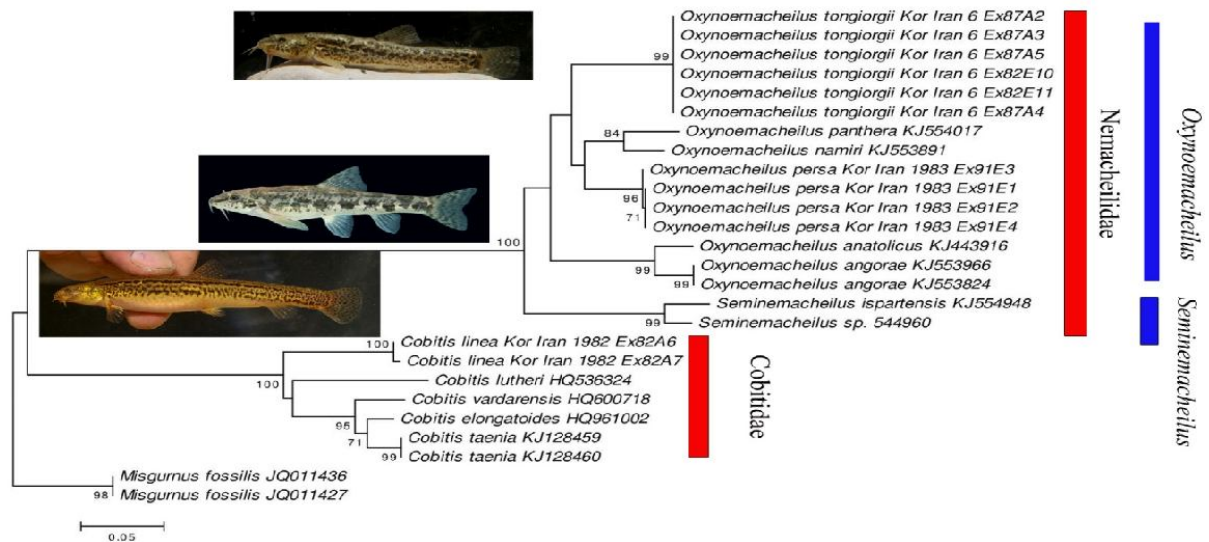 Oxynoemacheilus tongiorgii Kor Iran 6 Ex87A2
Oxynoemacheilus tongiorgii Kor Iran 6 Ex87A3
Oxynoemacheilus tongiorgii Kor Iran 6 Ex87A5
99
Oxynoemacheilus tongiorgii Kor Iran 6 Ex82E10
Oxynoemacheilus tongiorgii Kor Iran 6 Ex82E11
Oxynoemacheilus tongiorgii Kor Iran 6 Ex87A4
84
Oxynoemacheilus panthera KJ554017
Oxynoemacheilus namiri KJ553891
Oxynoemacheilus persa Kor Iran 1983 Ex91E3
96
Oxynoemacheilus persa Kor Iran 1983 Ex91E1
71
Oxynoemacheilus persa Kor Iran 1983 Ex91E2
Oxynoemacheilus persa Kor Iran 1983 Ex91E4
100
Oxynoemacheilus anatolicus KJ443916
99
Oxynoemacheilus angorae KJ553966
99
Oxynoemacheilus angorae KJ553824
Seminemacheilus ispartensis KJ554948
99
Seminemacheilus sp. 544960
Nemacheilidae
Oxynoemacheilus
Seminemacheilus
Cobitis linea Kor Iran 1982 Ex82A6
100
Cobitis linea Kor Iran 1982 Ex82A7
100
Cobitis lutheri HQ536324
Cobitis vardarensis HQ600718
95
Cobitis elongatoides HQ961002
71
Cobitis taenia KJ128459
99
Cobitis taenia KJ128460
Cobitidae
Misgurnus fossilis JQ011436
98
Misgurnus fossilis JQ011427
0.05